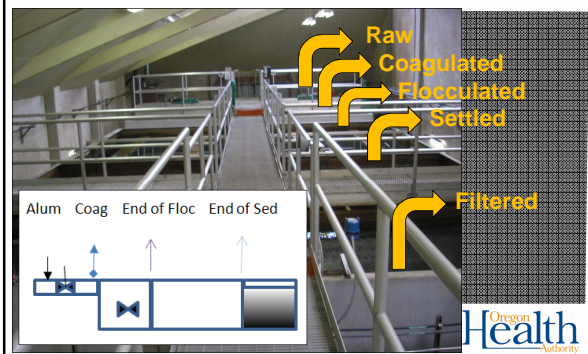 Raw
Coagulated
Flocculated
Settled
Filtered
Alum Coag End of Floc End of Sed
Oregon
Health
Authority